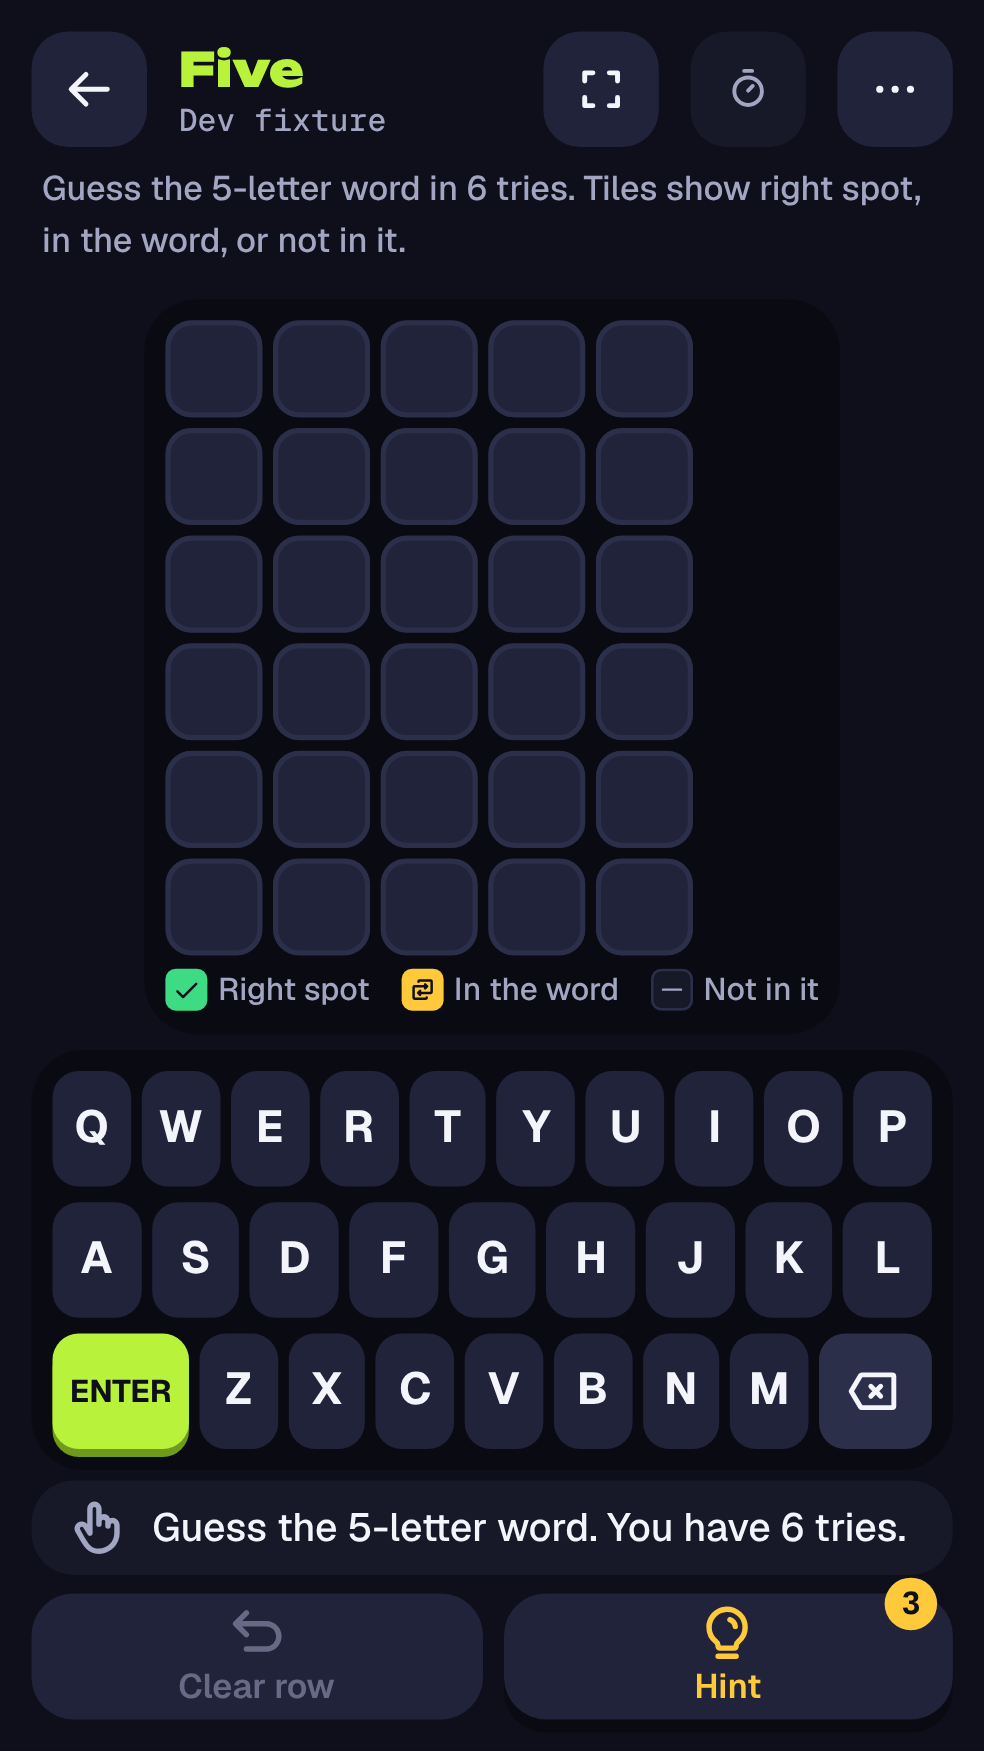 Five
Dev fixture
Guess the 5-letter word in 6 tries. Tiles show right spot,
in the word, or not in it.
Right spot In the word Not in it
Q W E R T Y U I O P
A S D F G H J K L
ENTER Z X C V B N M
Guess the 5-letter word. You have 6 tries.
3
Clear row Hint